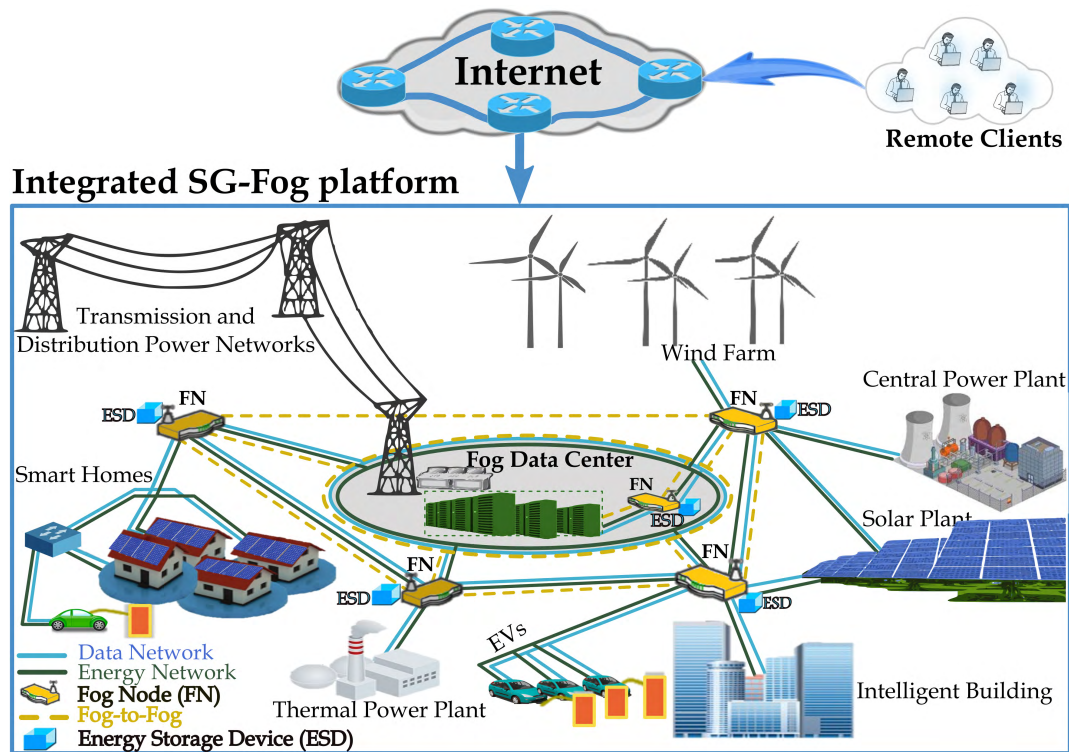 Internet
Remote Clients
Integrated SG-Fog platform
Transmission and
Distribution Power Networks
Wind Farm
Central Power Plant
FN
ESD
FN
ESD
Smart Homes
Fog Data Center
FN
ESD
Solar Plant
FN
ESD
FN
ESD
EVs
Thermal Power Plant
Intelligent Building
Data Network
Energy Network
Fog Node (FN)
Fog-to-Fog
Energy Storage Device (ESD)